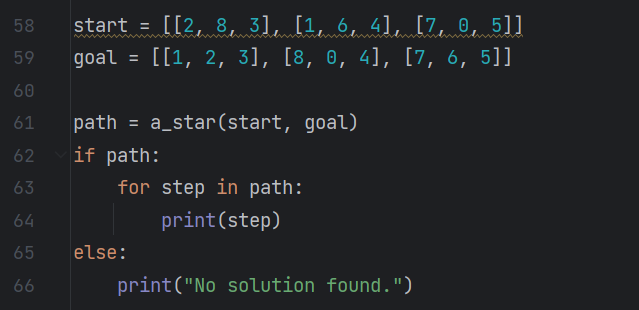 58 start = [[2, 8, 3], [1, 6, 4], [7, 0, 5]]
59 goal = [[1, 2, 3], [8, 0, 4], [7, 6, 5]]
60
61 path = a_star(start, goal)
62 if path:
63     for step in path:
64         print(step)
65 else:
66     print("No solution found.")